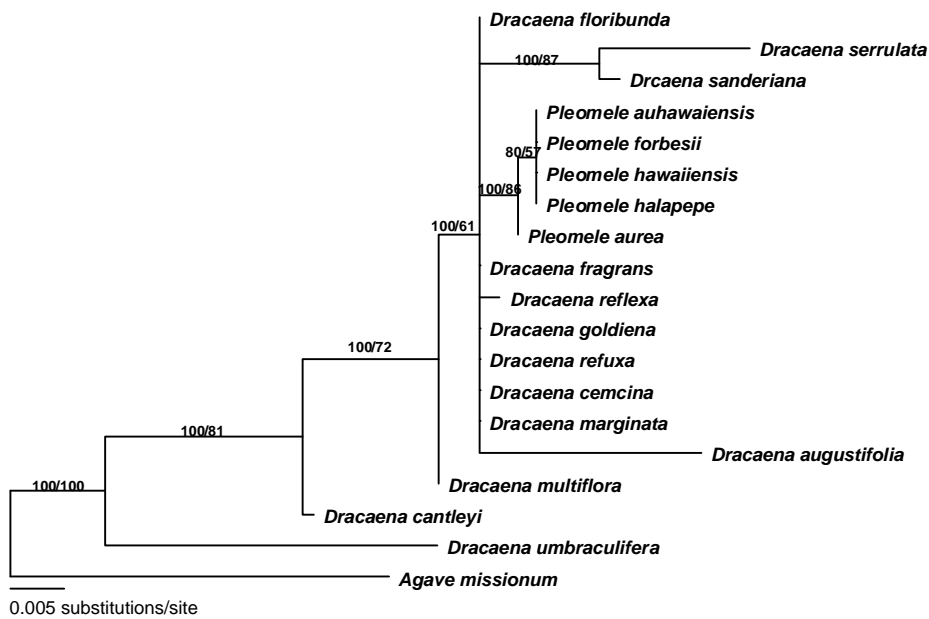 Dracaena floribunda
Dracaena serrulata
100/87
Drcaena sanderiana
Pleomele auhawaiensis
Pleomele forbesii
80/57
Pleomele hawaiiensis
100/86
Pleomele halapepe
100/61
Pleomele aurea
Dracaena fragrans
Dracaena reflexa
Dracaena goldiena
100/72
Dracaena refuxa
Dracaena cemcina
Dracaena marginata
100/81
Dracaena augustifolia
100/100
Dracaena multiflora
Dracaena cantleyi
Dracaena umbraculifera
Agave missionum
0.005 substitutions/site